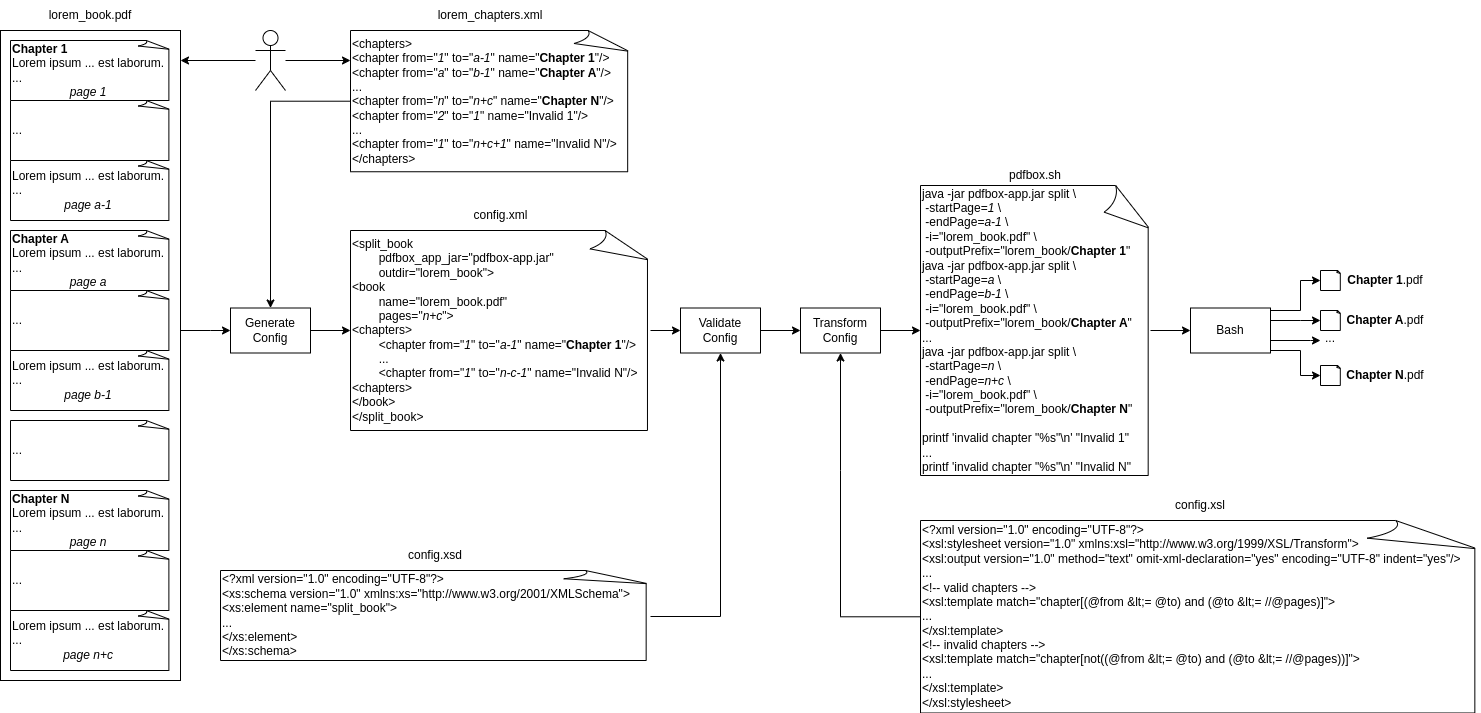 lorem_book.pdf
Chapter 1
Lorem ipsum ... est laborum.
...
page 1
...
Lorem ipsum ... est laborum.
...
page a-1
Chapter A
Lorem ipsum ... est laborum.
...
page a
...
Lorem ipsum ... est laborum.
...
page b-1
...
Chapter N
Lorem ipsum ... est laborum.
...
page n
...
Lorem ipsum ... est laborum.
...
page n+c
lorem_chapters.xml
<chapters>
<chapter from="1" to="a-1" name="Chapter 1"/>
<chapter from="a" to="b-1" name="Chapter A"/>
...
<chapter from="n" to="n+c" name="Chapter N"/>
<chapter from="2" to="1" name="Invalid 1"/>
...
<chapter from="1" to="n+c+1" name="Invalid N"/>
</chapters>
Generate
Config
config.xml
<split_book
pdfbox_app_jar="pdfbox-app.jar"
outdir="lorem_book">
<book
name="lorem_book.pdf"
pages="n+c">
<chapters>
<chapter from="1" to="a-1" name="Chapter 1"/>
...
<chapter from="1" to="n-c-1" name="Invalid N"/>
<chapters>
</book>
</split_book>
config.xsd
<?xml version="1.0" encoding="UTF-8"?>
<xs:schema version="1.0" xmlns:xs="http://www.w3.org/2001/XMLSchema">
<xs:element name="split_book">
...
</xs:element>
</xs:schema>
Validate
Config
Transform
Config
pdfbox.sh
java -jar pdfbox-app.jar split \
-startPage=1 \
-endPage=a-1 \
-i="lorem_book.pdf" \
-outputPrefix="lorem_book/Chapter 1"
java -jar pdfbox-app.jar split \
-startPage=a \
-endPage=b-1 \
-i="lorem_book.pdf" \
-outputPrefix="lorem_book/Chapter A"
...
java -jar pdfbox-app.jar split \
-startPage=n \
-endPage=n+c \
-i="lorem_book.pdf" \
-outputPrefix="lorem_book/Chapter N"
printf 'invalid chapter "%s"\n' "Invalid 1"
...
printf 'invalid chapter "%s"\n' "Invalid N"
config.xsl
<?xml version="1.0" encoding="UTF-8"?>
<xsl:stylesheet version="1.0" xmlns:xsl="http://www.w3.org/1999/XSL/Transform">
<xsl:output version="1.0" method="text" omit-xml-declaration="yes" encoding="UTF-8" indent="yes"/>
...
<!-- valid chapters -->
<xsl:template match="chapter[(@from &lt;= @to) and (@to &lt;= //@pages)]">
...
</xsl:template>
<!-- invalid chapters -->
<xsl:template match="chapter[not((@from &lt;= @to) and (@to &lt;= //@pages))]">
...
</xsl:template>
</xsl:stylesheet>
Bash
Chapter 1.pdf
Chapter A.pdf
...
Chapter N.pdf